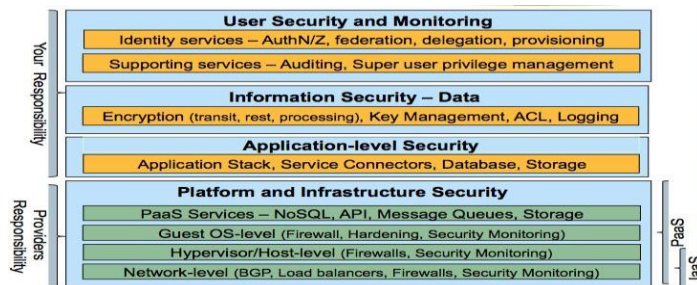 User Security and Monitoring
Identity services – AuthN/Z, federation, delegation, provisioning
Supporting services – Auditing, Super user privilege management
Your Responsibility
Information Security – Data
Encryption (transit, rest, processing), Key Management, ACL, Logging
Application-level Security
Application Stack, Service Connectors, Database, Storage
Platform and Infrastructure Security
PaaS Services – NoSQL, API, Message Queues, Storage
Guest OS-level (Firewall, Hardening, Security Monitoring)
Hypervisor/Host-level (Firewalls, Security Monitoring)
Network-level (BGP, Load balancers, Firewalls, Security Monitoring)
Providers
Responsibility
PaaS
IaaS